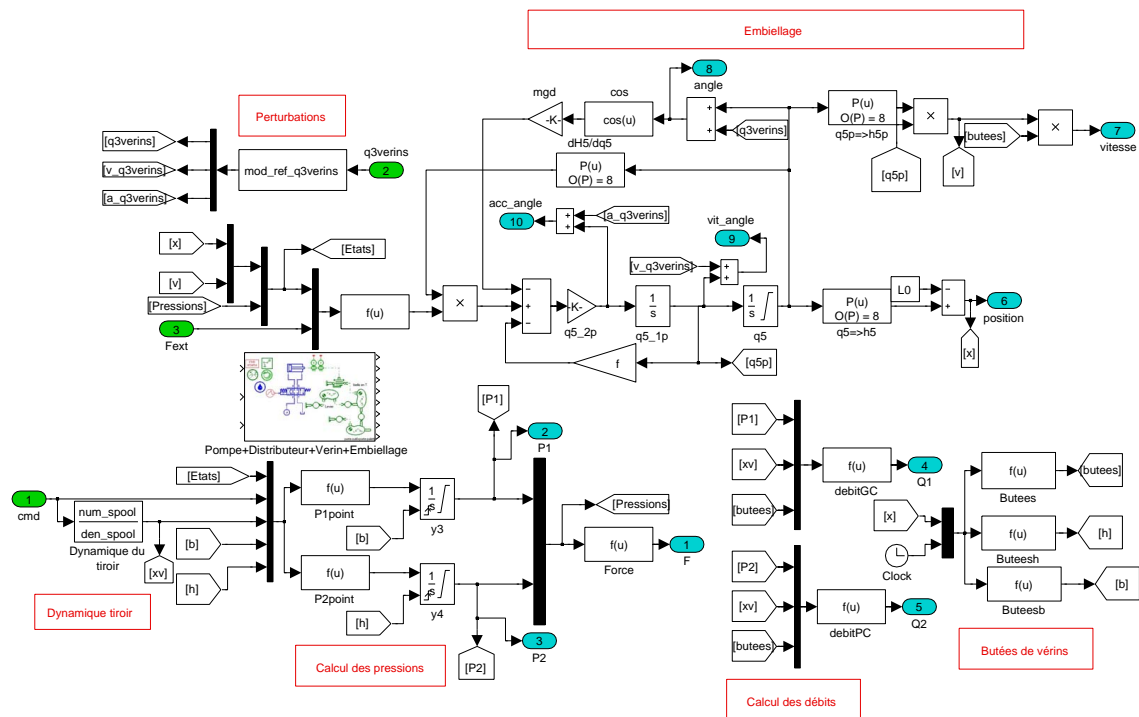 Embiellage
8
angle
mgd
cos
-K-
cos(u)
dH5/dq5
+
+
[q3verins]
P(u)
O(P) = 8
q5p=>h5p
×
[butees]
×
7
vitesse
[q5p]
[v]
Perturbations
[q3verins]
[v_q3verins]
[a_q3verins]
mod_ref_q3verins
q3verins
2
P(u)
O(P) = 8
acc_angle
10
+
+
[a_q3verins]
vit_angle
9
[v_q3verins]
+
+
[x]
[v]
[Pressions]
3
Fext
[Etats]
f(u)
×
−
+
−
-K-
q5_2p
1
s
q5_1p
1
s
q5
P(u)
O(P) = 8
q5=>h5
L0
−
+
6
position
[x]
f
[q5p]
Pompe+Distributeur+Verin+Embiellage
[P1]
2
P1
[Etats]
1
cmd
num_spool
den_spool
Dynamique du
tiroir
[xv]
[b]
[h]
f(u)
P1point
[b]
1
s
y3
f(u)
P2point
[h]
1
s
y4
[P2]
3
P2
[Pressions]
f(u)
Force
1
F
[P1]
[xv]
[butees]
f(u)
debitGC
4
Q1
[P2]
[xv]
[butees]
f(u)
debitPC
5
Q2
[x]
Clock
f(u)
Butees
[butees]
f(u)
Buteesh
[h]
f(u)
Buteesb
[b]
Dynamique tiroir
Calcul des pressions
Calcul des débits
Butées de vérins